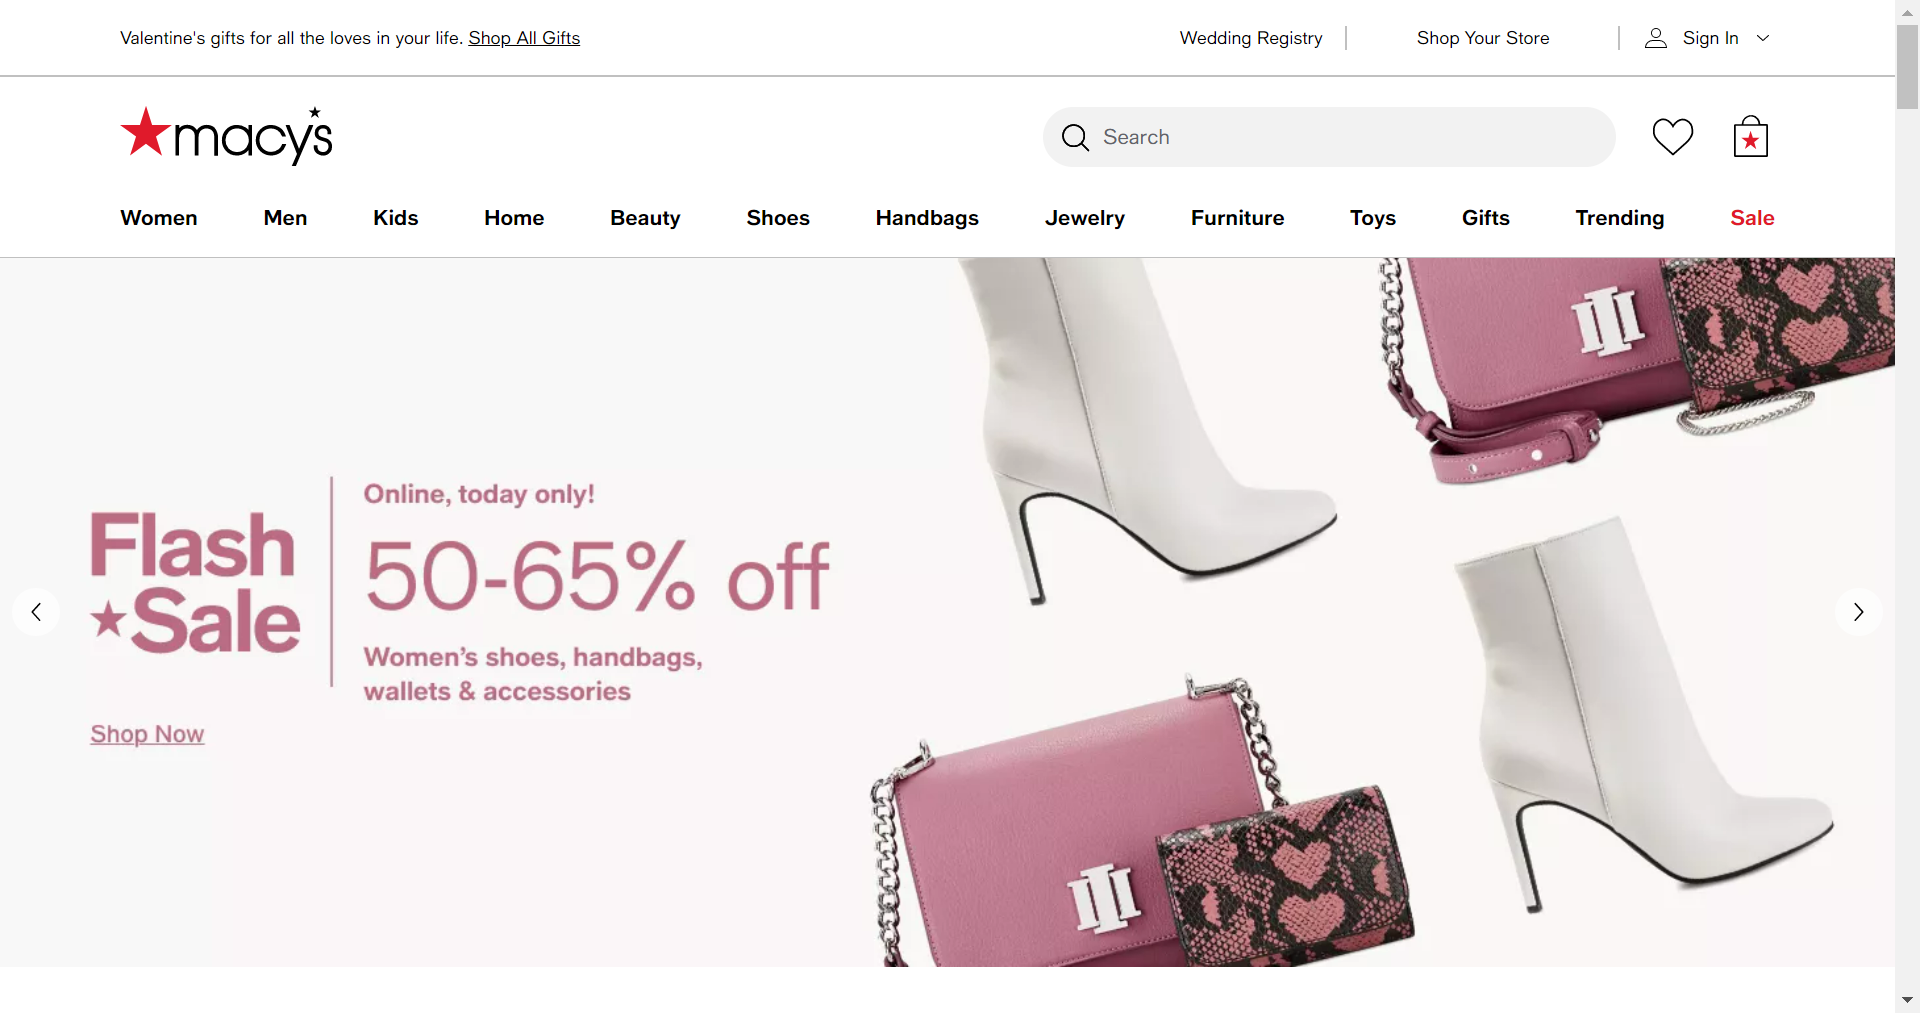 Valentine's gifts for all the loves in your life. Shop All Gifts
Wedding Registry
Shop Your Store
Sign In
macy's
Search
Women Men Kids Home Beauty Shoes Handbags Jewelry Furniture Toys Gifts Trending Sale
Flash
Sale
Online, today only!
50-65% off
Women’s shoes, handbags,
wallets & accessories
Shop Now